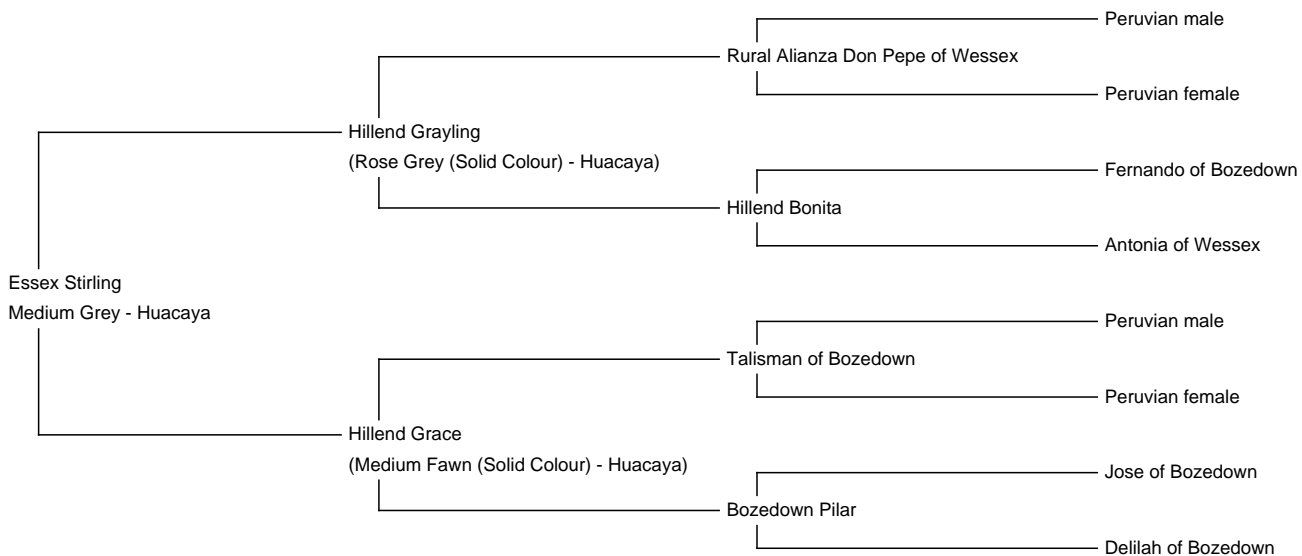 Peruvian male
Rural Alianza Don Pepe of Wessex
Peruvian female
Hillend Grayling
(Rose Grey (Solid Colour) - Huacaya)
Fernando of Bozedown
Hillend Bonita
Antonia of Wessex
Essex Stirling
Medium Grey - Huacaya
Peruvian male
Talisman of Bozedown
Peruvian female
Hillend Grace
(Medium Fawn (Solid Colour) - Huacaya)
Jose of Bozedown
Bozedown Pilar
Delilah of Bozedown